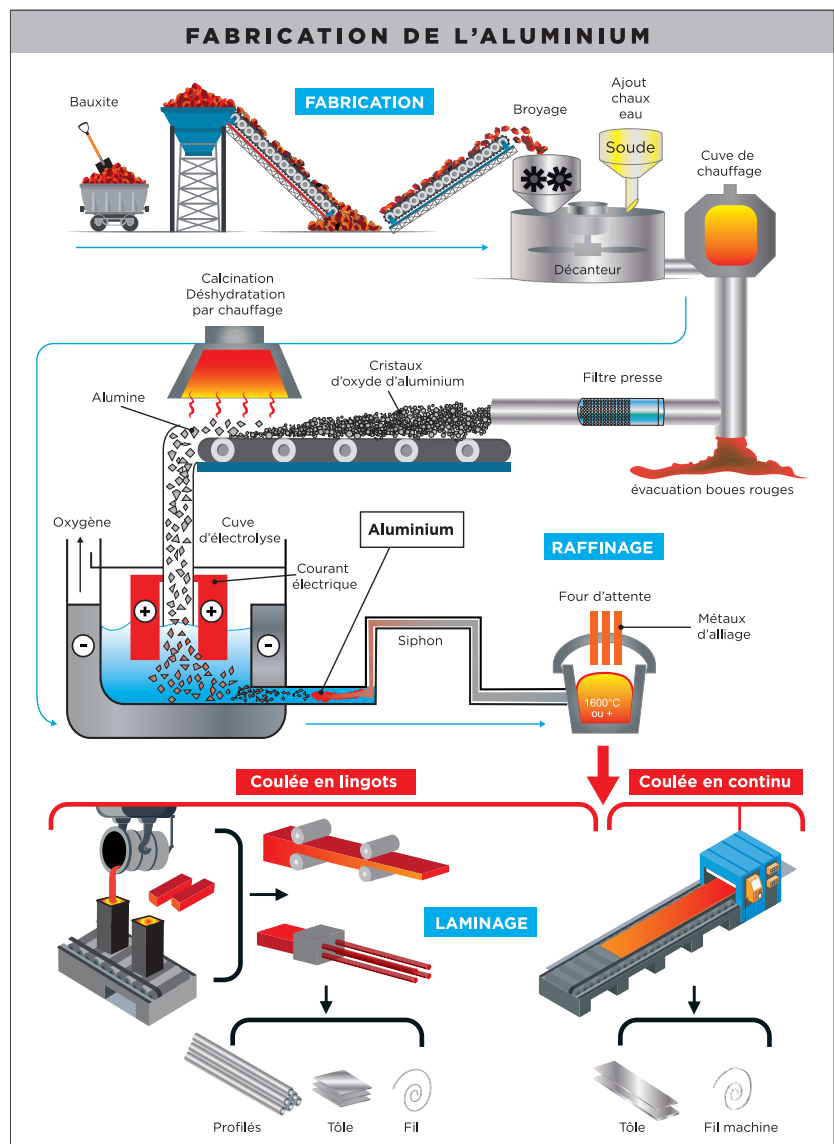 FABRICATION DE L'ALUMINIUM
Bauxite
FABRICATION
Broyage
Ajout
chaux
eau
Soude
Cuve de
chauffage
Décanteur
Calcination
Déshydratation
par chauffage
Cristaux
d'oxyde d'aluminium
Filtre presse
Alumine
évacuation boues rouges
Oxygène
Cuve
d'électrolyse
Aluminium
RAFFINAGE
Courant
électrique
Four d'attente
Métaux
d'alliage
+
+
-
-
Siphon
1600°C
ou +
Coulée en lingots
Coulée en continu
LAMINAGE
Profilés
Tôle
Fil
Tôle
Fil machine